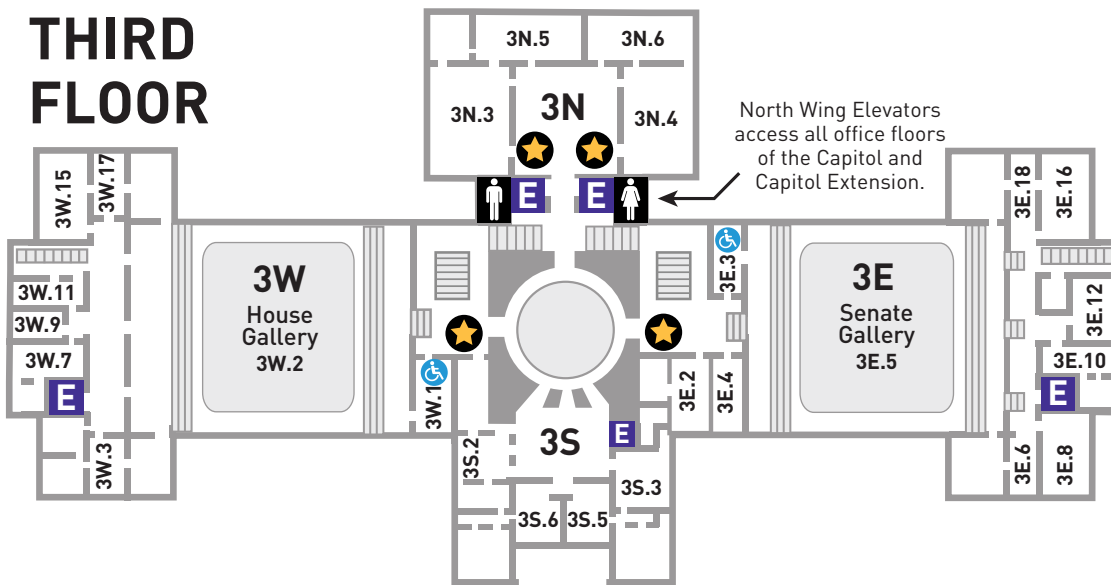 THIRD
FLOOR
3N.5
3N.6
3N.3
3N
3N.4
North Wing Elevators
access all office floors
of the Capitol and
Capitol Extension.
E
E
3W.15
3W.17
3E.18
3E.16
3W.11
3W.9
3W.7
E
3W.3
3W
House
Gallery
3W.2
3W.1
3E.3
3E
Senate
Gallery
3E.5
3E.12
3E.10
E
3E.2
3E.4
3E.6
3E.8
3S
E
3S.2
3S.3
3S.6
3S.5